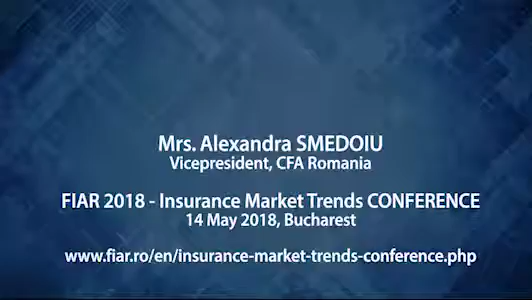 Mrs. Alexandra SMEDOIU
Vicepresident, CFA Romania
FIAR 2018 - Insurance Market Trends CONFERENCE
14 May 2018, Bucharest
www.fiar.ro/en/insurance-market-trends-conference.php